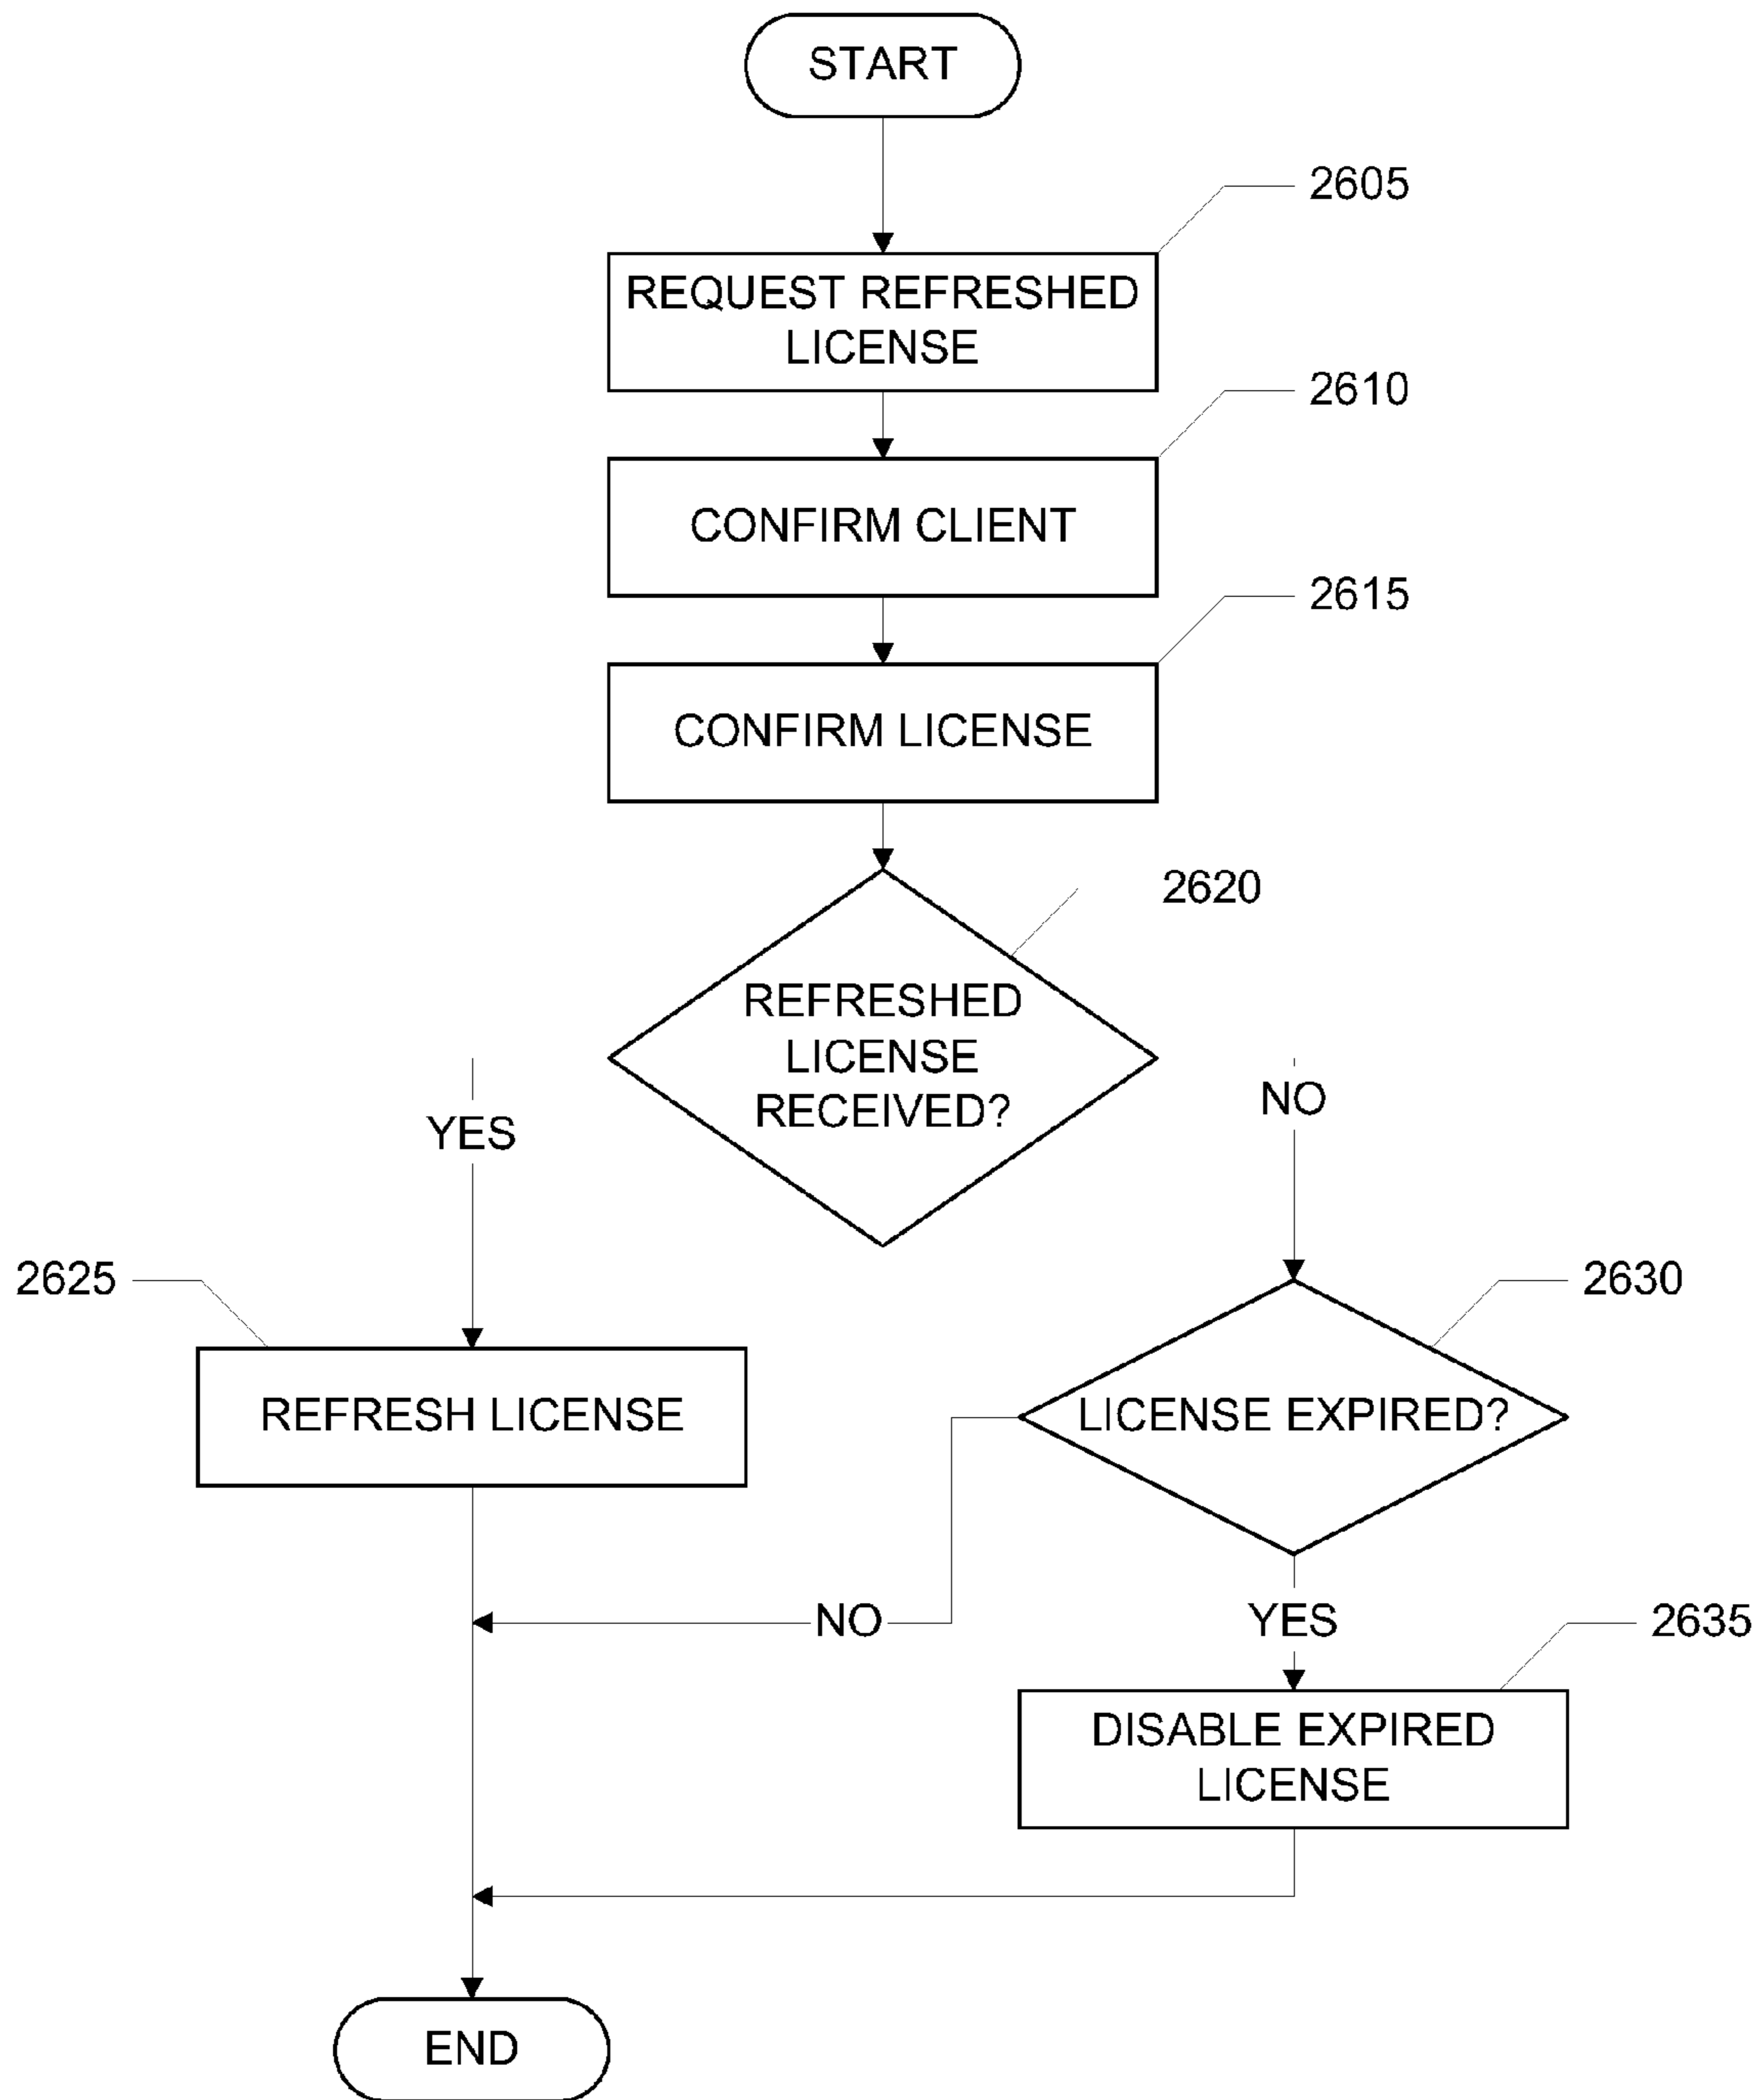 START
2605
REQUEST REFRESHED
LICENSE
2610
CONFIRM CLIENT
2615
CONFIRM LICENSE
2620
REFRESHED
LICENSE
RECEIVED?
YES
NO
2625
REFRESH LICENSE
2630
LICENSE EXPIRED?
NO
YES
2635
DISABLE EXPIRED
LICENSE
END